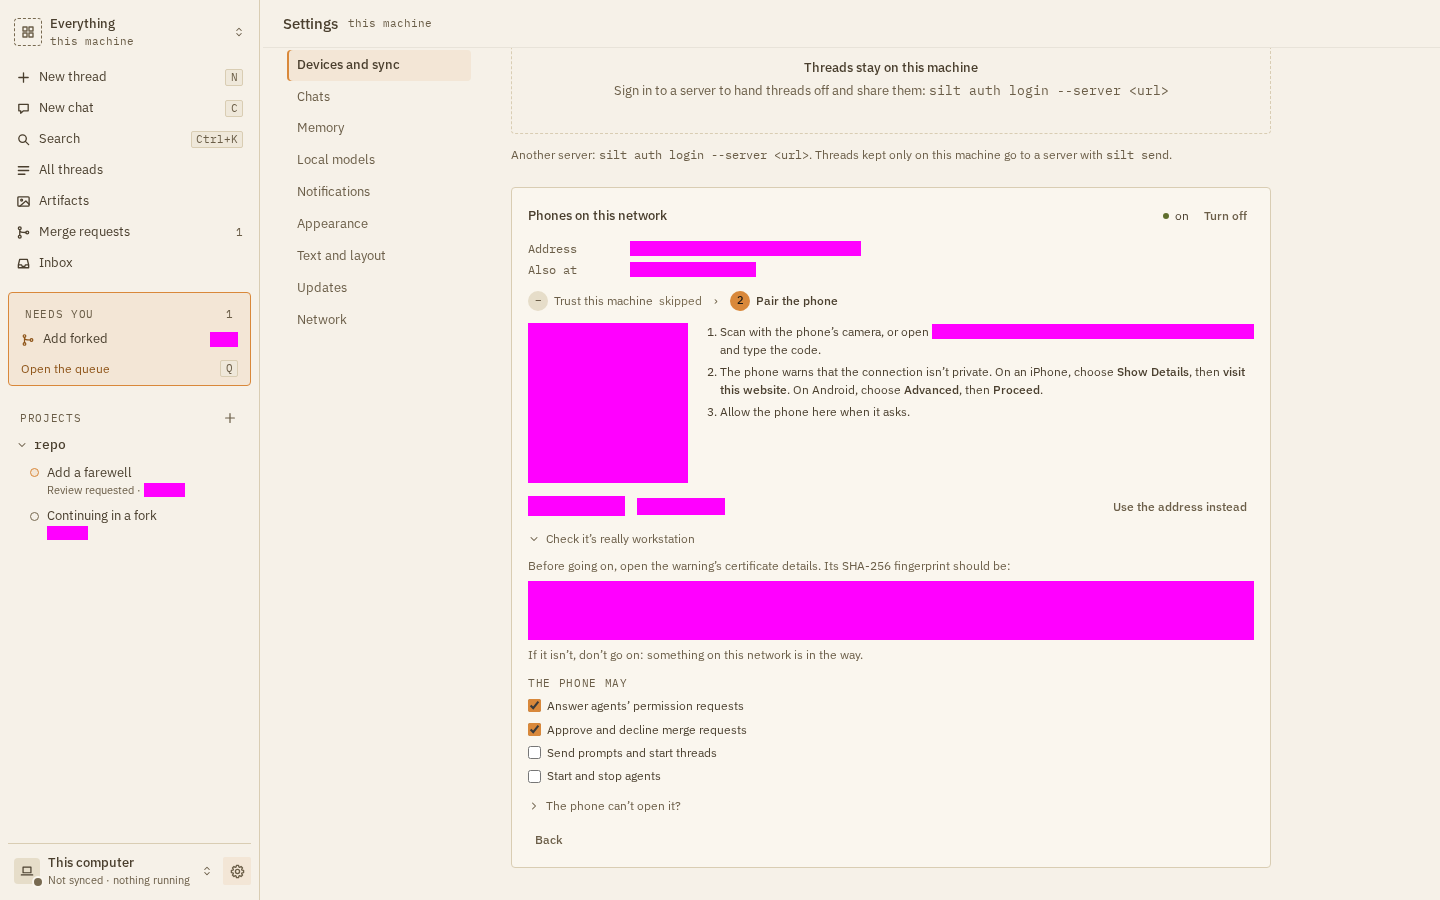 Everything
this machine
New thread N
New chat C
Search Ctrl+K
All threads
Artifacts
Merge requests 1
Inbox
NEEDS YOU 1
Add forked
Open the queue Q
PROJECTS
repo
Add a farewell
Review requested ·
Continuing in a fork
This computer
Not synced · nothing running
Settings this machine
Devices and sync
Chats
Memory
Local models
Notifications
Appearance
Text and layout
Updates
Network
Threads stay on this machine
Sign in to a server to hand threads off and share them: silt auth login --server <url>
Another server: silt auth login --server <url>. Threads kept only on this machine go to a server with silt send.
Phones on this network on Turn off
Address
Also at
– Trust this machine skipped › 2 Pair the phone
1. Scan with the phone’s camera, or open
and type the code.
2. The phone warns that the connection isn’t private. On an iPhone, choose Show Details, then visit
this website. On Android, choose Advanced, then Proceed.
3. Allow the phone here when it asks.
Use the address instead
Check it’s really workstation
Before going on, open the warning’s certificate details. Its SHA-256 fingerprint should be:
If it isn’t, don’t go on: something on this network is in the way.
THE PHONE MAY
Answer agents’ permission requests
Approve and decline merge requests
Send prompts and start threads
Start and stop agents
The phone can’t open it?
Back